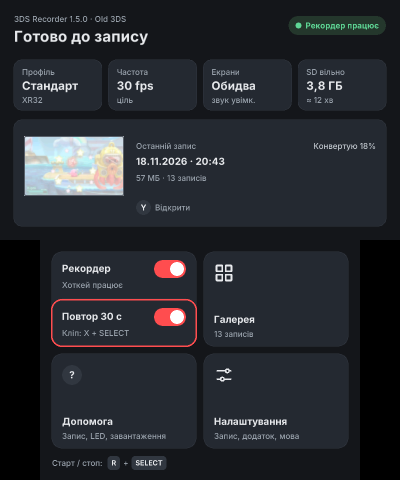 3DS Recorder 1.5.0 · Old 3DS
Готово до запису
Рекордер працює
Профіль
Стандарт
XR32
Частота
30 fps
ціль
Екрани
Обидва
звук увімк.
SD вільно
3,8 ГБ
≈ 12 хв
Останній запис
Конвертую 18%
18.11.2026 · 20:43
57 МБ · 13 записів
Y Відкрити
Рекордер
Хоткей працює
Повтор 30 с
Кліп: X + SELECT
Галерея
13 записів
?
Допомога
Запис, LED, завантаження
Налаштування
Запис, додаток, мова
Старт / стоп: R + SELECT